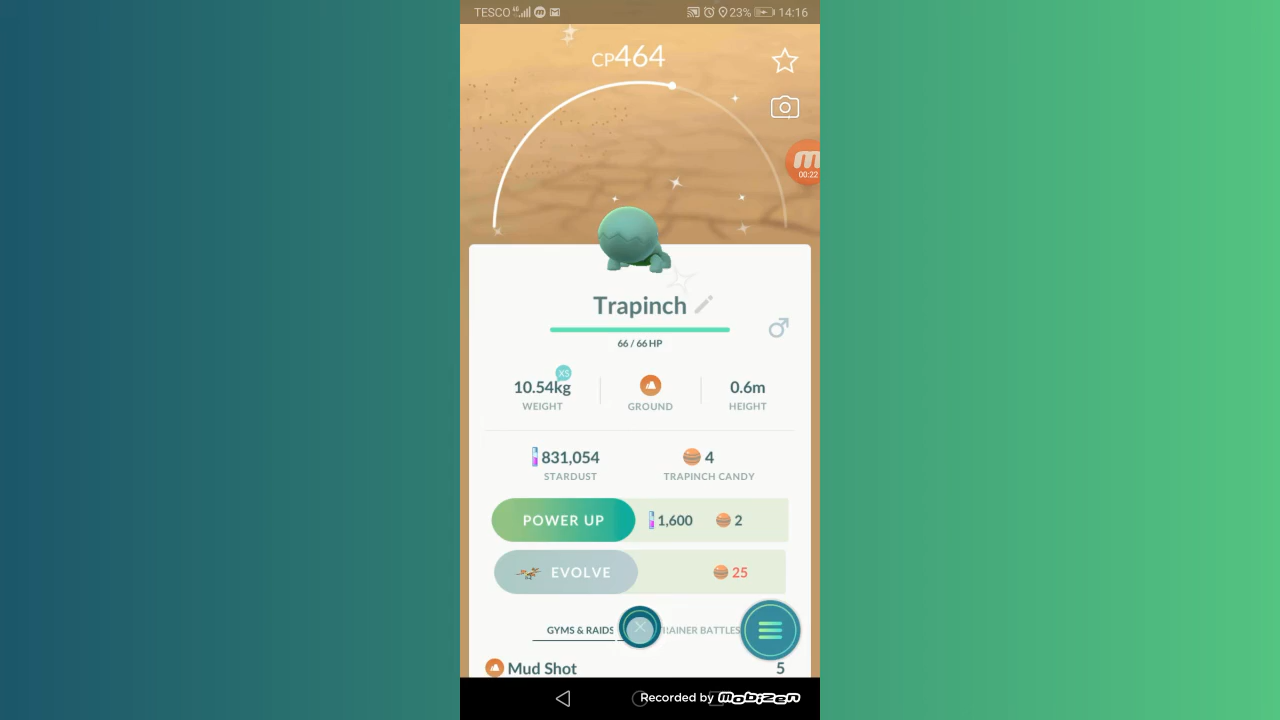 TESCO 23% 14:16
CP464
00:22
Trapinch
66 / 66 HP
XS
10.54kg 0.6m
WEIGHT GROUND HEIGHT
831,054 4
STARDUST TRAPINCH CANDY
POWER UP 1,600 2
EVOLVE 25
GYMS & RAIDS TRAINER BATTLES
Mud Shot 5
Recorded by mobizen